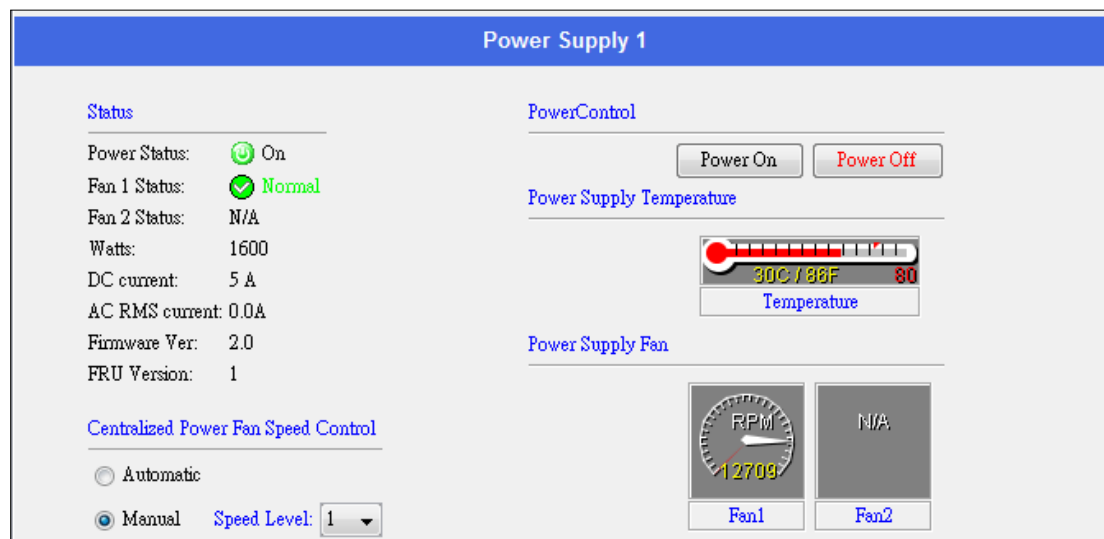 Power Supply 1
Status
Power Status: On
Fan 1 Status: Normal
Fan 2 Status: N/A
Watts: 1600
DC current: 5 A
AC RMS current: 0.0A
Firmware Ver: 2.0
FRU Version: 1
Centralized Power Fan Speed Control
Automatic
Manual Speed Level: 1
PowerControl
Power On Power Off
Power Supply Temperature
30C / 86F 80
Temperature
Power Supply Fan
RPM
12709
Fan1
N/A
Fan2